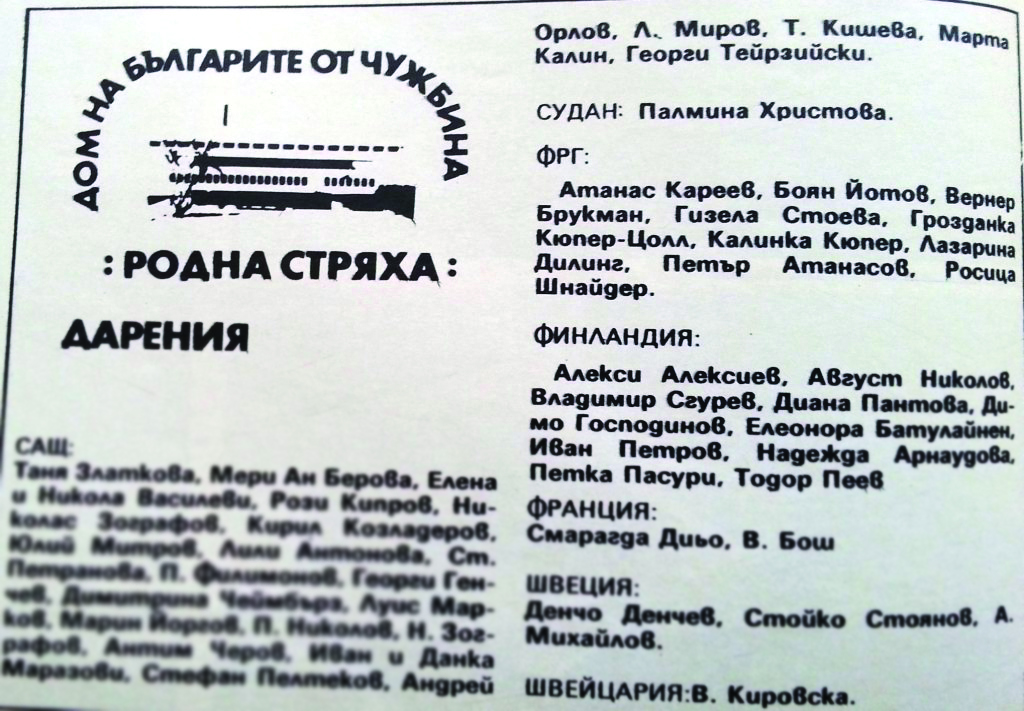 ДОМ НА БЪЛГАРИТЕ ОТ ЧУЖБИНА
: РОДНА СТРЯХА :
ДАРЕНИЯ
САЩ:
Таня Златкова, Мери Ан Берова, Елена
и Никола Василеви, Рози Кипров, Ни-
колас Зографов, Кирил Козладеров,
Юлий Митров, Лили Антонова, Ст.
Петранова, П. Филимонов, Георги Ген-
чев, Димитрина Чеймбърз, Луис Мар-
ков, Марин Йоргов, П. Николов, Н. Зог-
рафов, Антим Черов, Иван и Данка
Маразови, Стефан Пелтеков, Андрей
Орлов, Л. Миров, Т. Кишева, Марта
Калин, Георги Тейрзийски.
СУДАН: Палмина Христова.
ФРГ:
Атанас Кареев, Боян Йотов, Вернер
Брукман, Гизела Стоева, Грозданка
Кюпер-Цолл, Калинка Кюпер, Лазарина
Дилинг, Петър Атанасов, Росица
Шнайдер.
ФИНЛАНДИЯ:
Алекси Алексиев, Август Николов,
Владимир Сгурев, Диана Пантова, Ди-
мо Господинов, Елеонора Батулайнен,
Иван Петров, Надежда Арнаудова,
Петка Пасури, Тодор Пеев
ФРАНЦИЯ:
Смарагда Дьо, В. Бош
ШВЕЦИЯ:
Денчо Денчев, Стойко Стоянов, А.
Михайлов.
ШВЕЙЦАРИЯ:В. Кировска.